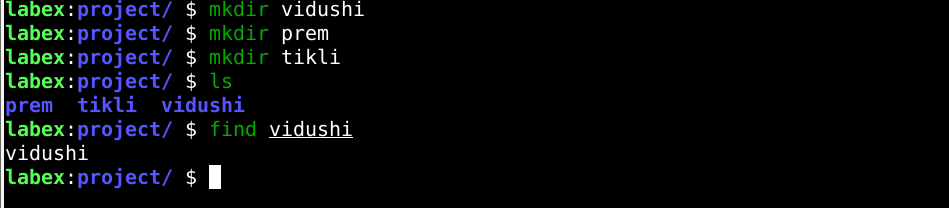 labex:project/ $ mkdir vidushi
labex:project/ $ mkdir prem
labex:project/ $ mkdir tikli
labex:project/ $ ls
prem  tikli  vidushi
labex:project/ $ find vidushi
vidushi
labex:project/ $